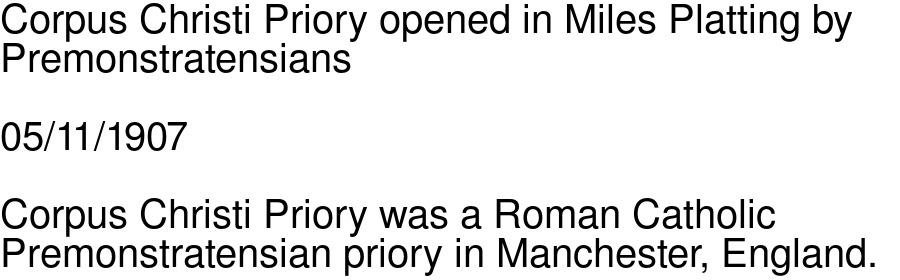 Corpus Christi Priory opened in Miles Platting by
Premonstratensians
05/11/1907
Corpus Christi Priory was a Roman Catholic
Premonstratensian priory in Manchester, England.